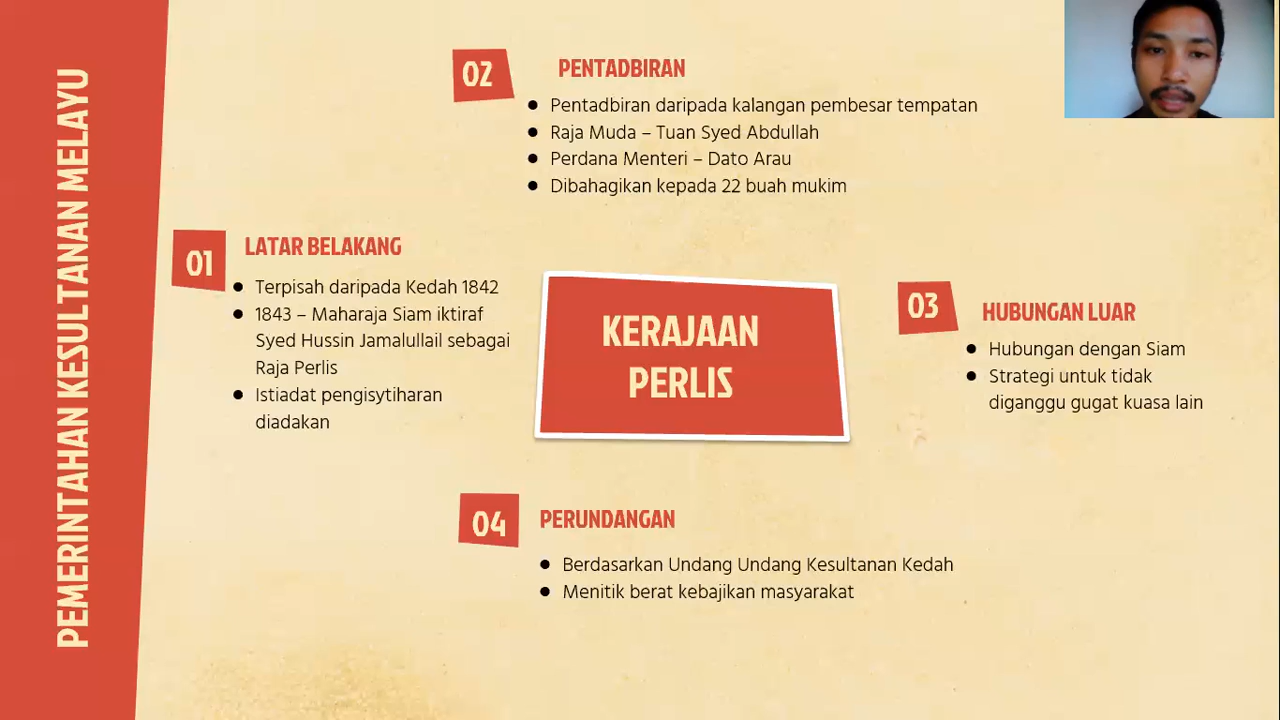 PEMERINTAHAN KESULTANAN MELAYU
01
LATAR BELAKANG
Terpisah daripada Kedah 1842
1843 – Maharaja Siam iktiraf
Syed Hussin Jamalullail sebagai
Raja Perlis
Istiadat pengisytiharan
diadakan
02
PENTADBIRAN
Pentadbiran daripada kalangan pembesar tempatan
Raja Muda – Tuan Syed Abdullah
Perdana Menteri – Dato Arau
Dibahagikan kepada 22 buah mukim
KERAJAAN
PERLIS
03
HUBUNGAN LUAR
Hubungan dengan Siam
Strategi untuk tidak
diganggu gugat kuasa lain
04
PERUNDANGAN
Berdasarkan Undang Undang Kesultanan Kedah
Menitik berat kebajikan masyarakat